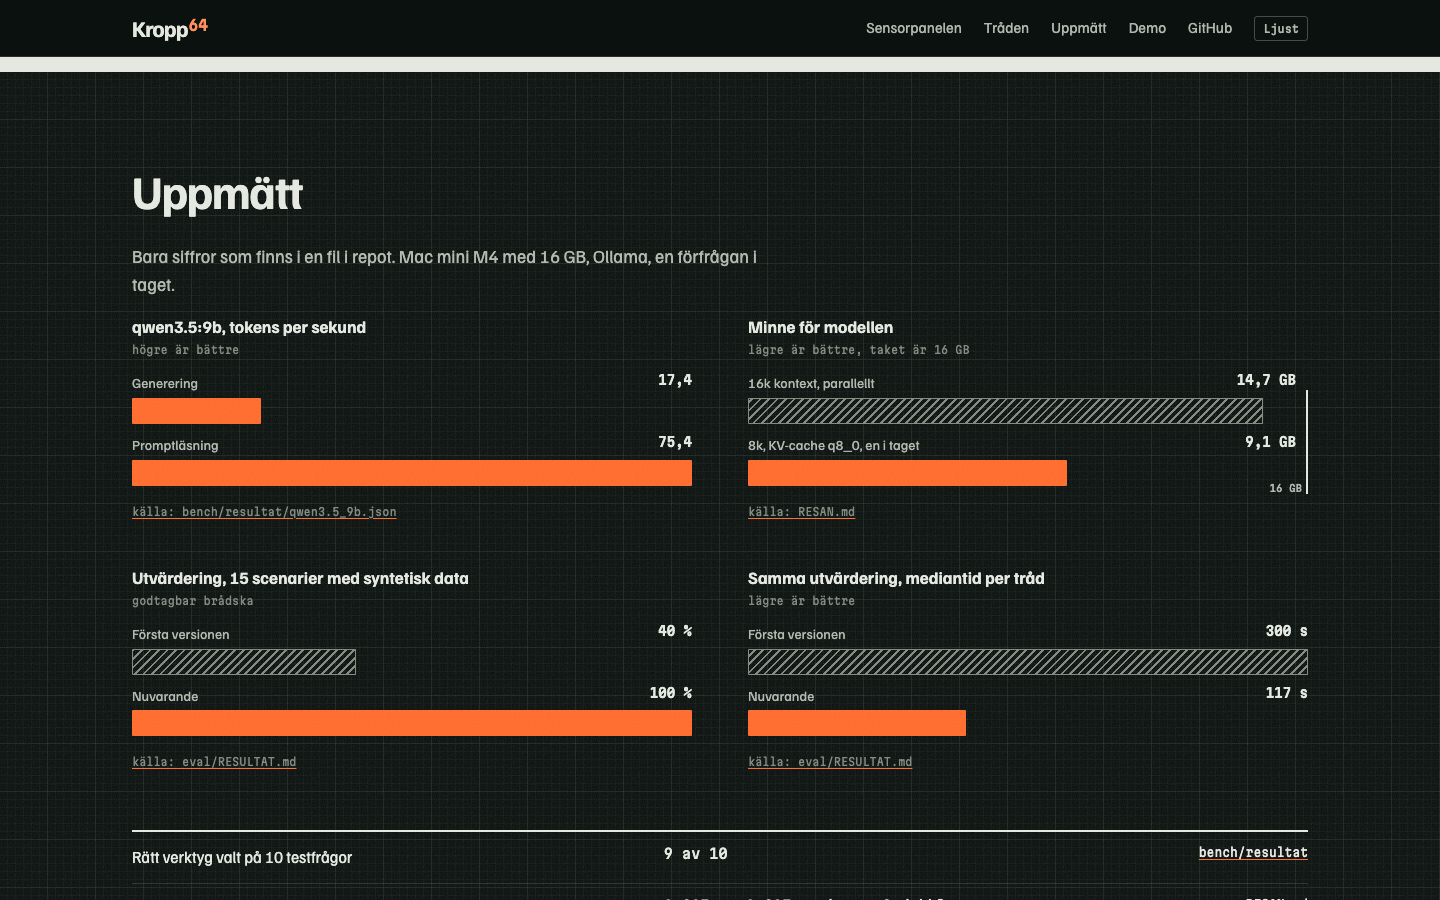 Kropp64
Sensorpanelen Tråden Uppmätt Demo GitHub Ljust
Uppmätt
Bara siffror som finns i en fil i repot. Mac mini M4 med 16 GB, Ollama, en förfrågan i
taget.
qwen3.5:9b, tokens per sekund
högre är bättre
Generering 17,4
Promptläsning 75,4
källa: bench/resultat/qwen3.5_9b.json
Minne för modellen
lägre är bättre, taket är 16 GB
16k kontext, parallellt 14,7 GB
8k, KV-cache q8_0, en i taget 9,1 GB
16 GB
källa: RESAN.md
Utvärdering, 15 scenarier med syntetisk data
godtagbar brådska
Första versionen 40 %
Nuvarande 100 %
källa: eval/RESULTAT.md
Samma utvärdering, mediantid per tråd
lägre är bättre
Första versionen 300 s
Nuvarande 117 s
källa: eval/RESULTAT.md
Rätt verktyg valt på 10 testfrågor 9 av 10 bench/resultat